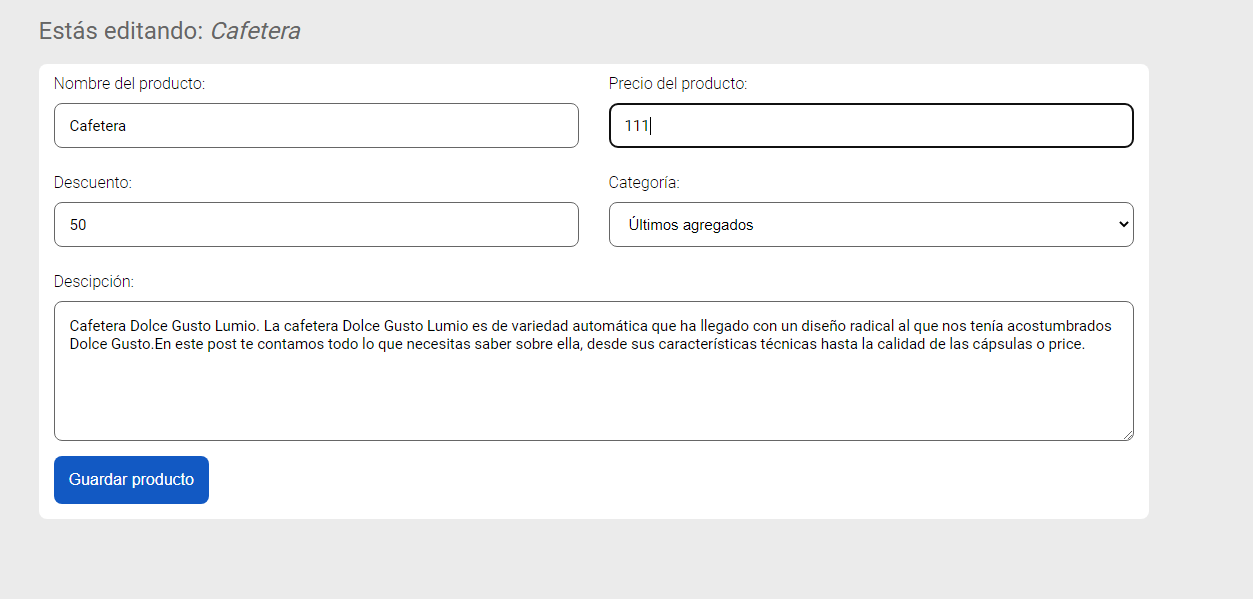 Estás editando: Cafetera
Nombre del producto:
Precio del producto:
Cafetera
111
Descuento:
Categoría:
50
Últimos agregados
Descipción:
Cafetera Dolce Gusto Lumio. La cafetera Dolce Gusto Lumio es de variedad automática que ha llegado con un diseño radical al que nos tenía acostumbrados
Dolce Gusto.En este post te contamos todo lo que necesitas saber sobre ella, desde sus características técnicas hasta la calidad de las cápsulas o price.
Guardar producto